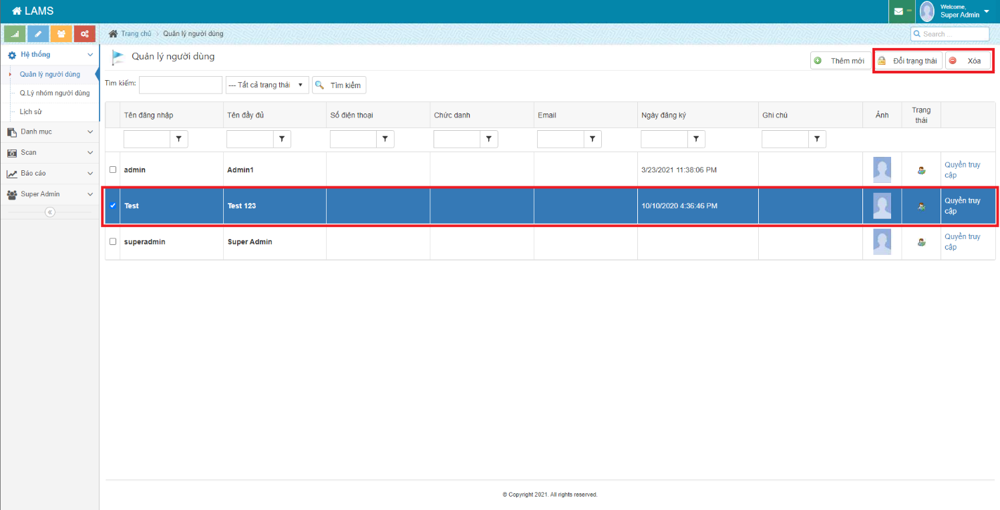 LAMS
Welcome,
Super Admin
Trang chủ
Quản lý người dùng
Search ...
Hệ thống
Quản lý người dùng
Q.Lý nhóm người dùng
Lịch sử
Danh mục
Scan
Báo cáo
Super Admin
Quản lý người dùng
Thêm mới
Đổi trạng thái
Xóa
Tìm kiếm:
--- Tất cả trạng thái
Tìm kiếm
Tên đăng nhập
Tên đầy đủ
Số điện thoại
Chức danh
Email
Ngày đăng ký
Ghi chú
Ảnh
Trạng
thái
admin
Admin1
3/23/2021 11:38:06 PM
Quyền truy
cập
Test
Test 123
10/10/2020 4:36:46 PM
Quyền truy
cập
superadmin
Super Admin
Quyền truy
cập
© Copyright 2021. All rights reserved.